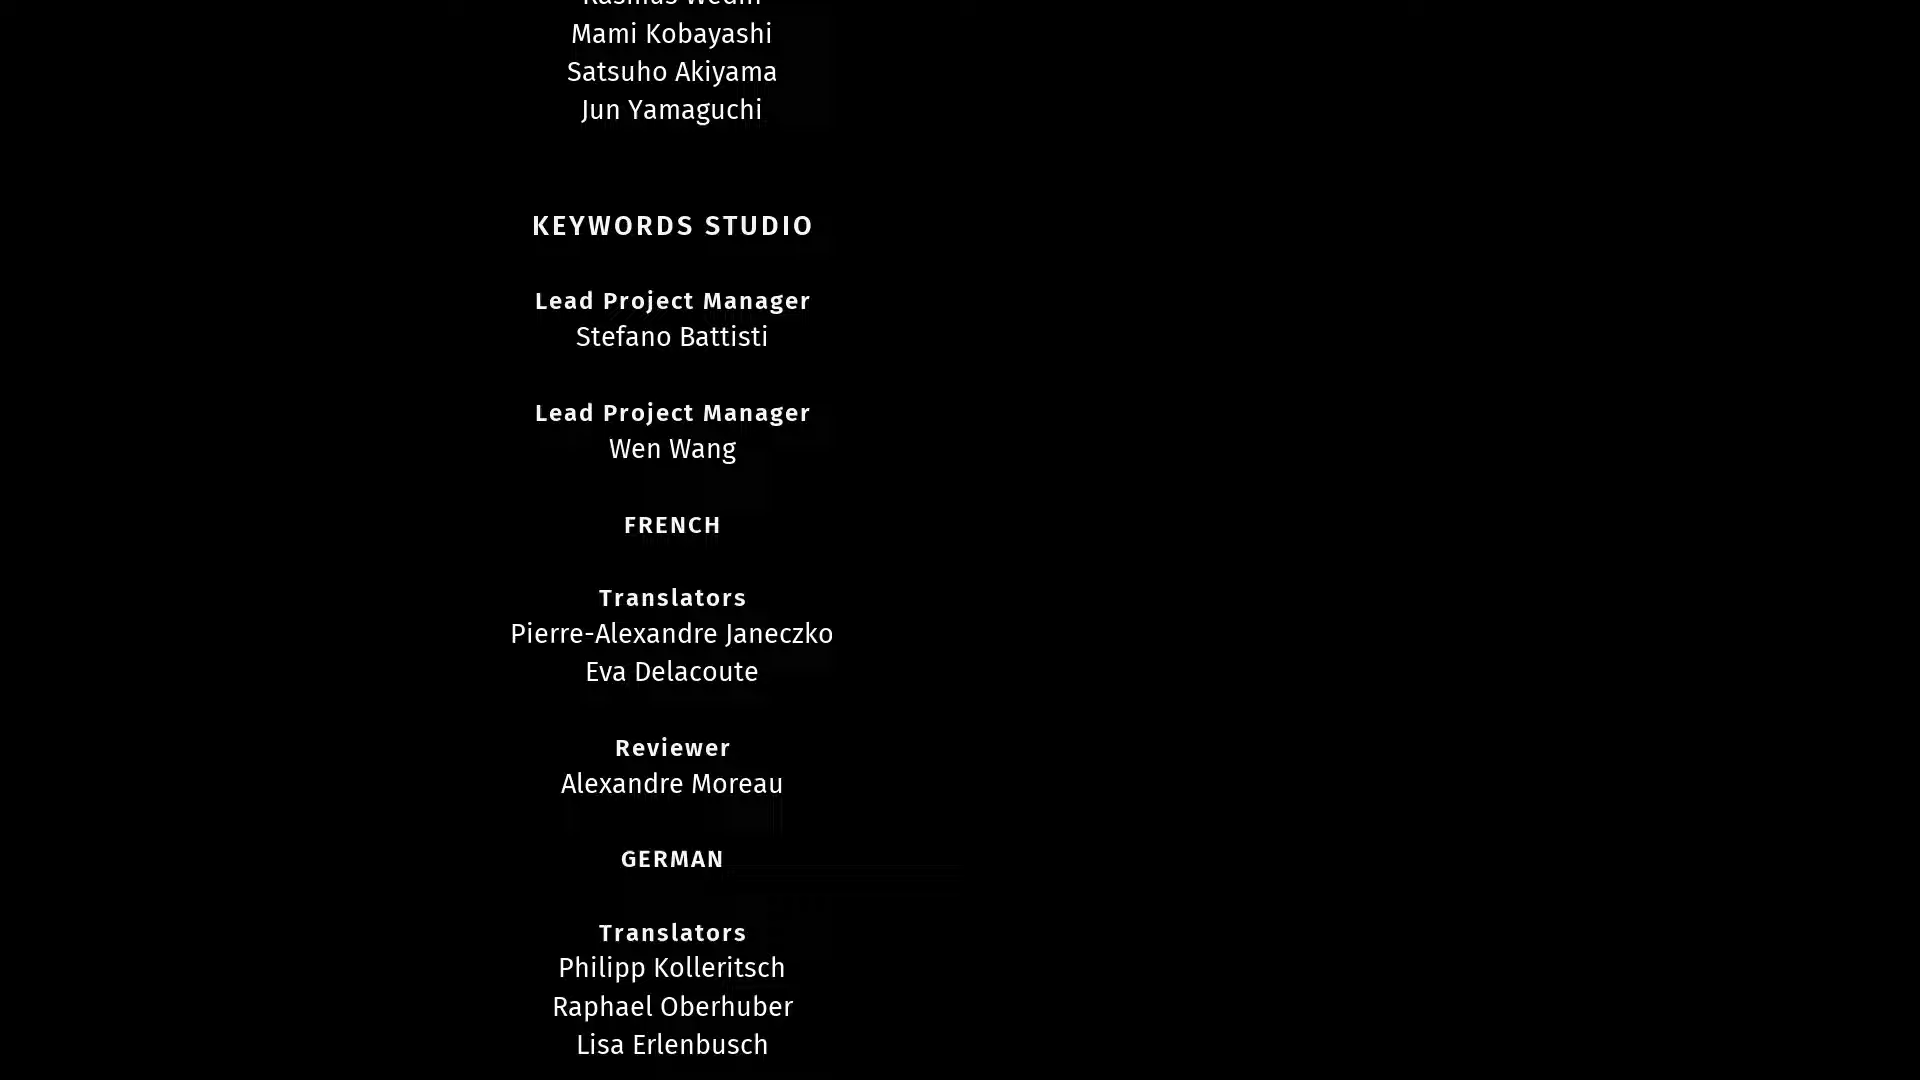 Mami Kobayashi
Satsuho Akiyama
Jun Yamaguchi
KEYWORDS STUDIO
Lead Project Manager
Stefano Battisti
Lead Project Manager
Wen Wang
FRENCH
Translators
Pierre-Alexandre Janeczko
Eva Delacoute
Reviewer
Alexandre Moreau
GERMAN
Translators
Philipp Kolleritsch
Raphael Oberhuber
Lisa Erlenbusch